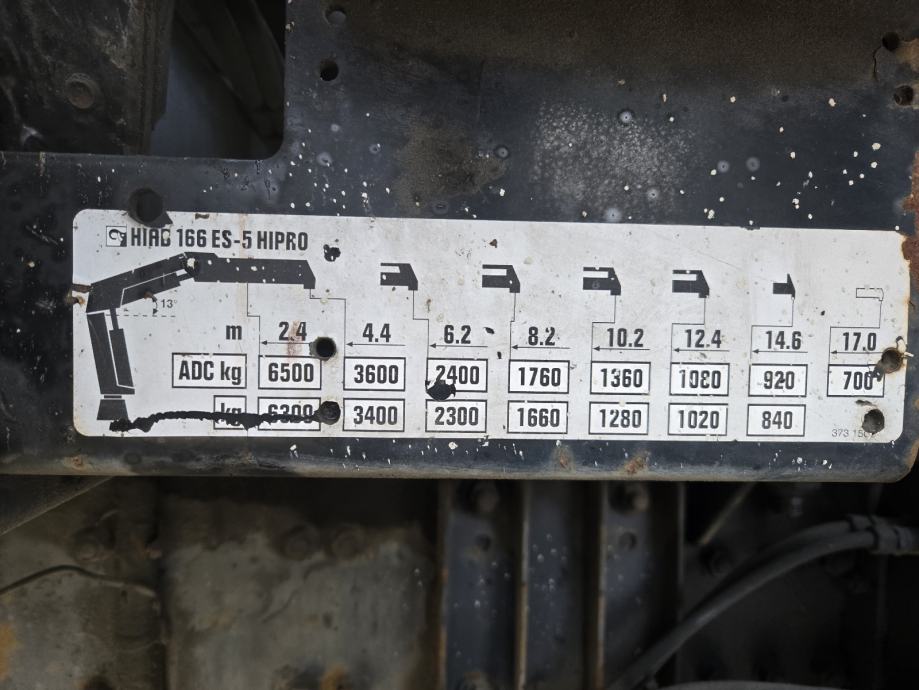 HIAB 166 ES-5 HIPRO
13°
m 2.4 4.4 6.2 8.2 10.2 12.4 14.6 17.0
ADC kg 6500 3600 2400 1760 1360 1080 920 700
kg 6300 3400 2300 1660 1280 1020 840
373